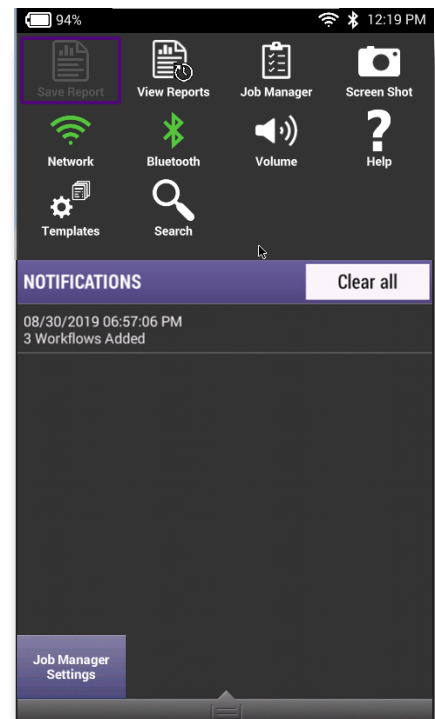 94%
12:19 PM
Save Report
View Reports
Job Manager
Screen Shot
Network
Bluetooth
Volume
Help
Templates
Search
NOTIFICATIONS
Clear all
08/30/2019 06:57:06 PM
3 Workflows Added
Job Manager
Settings